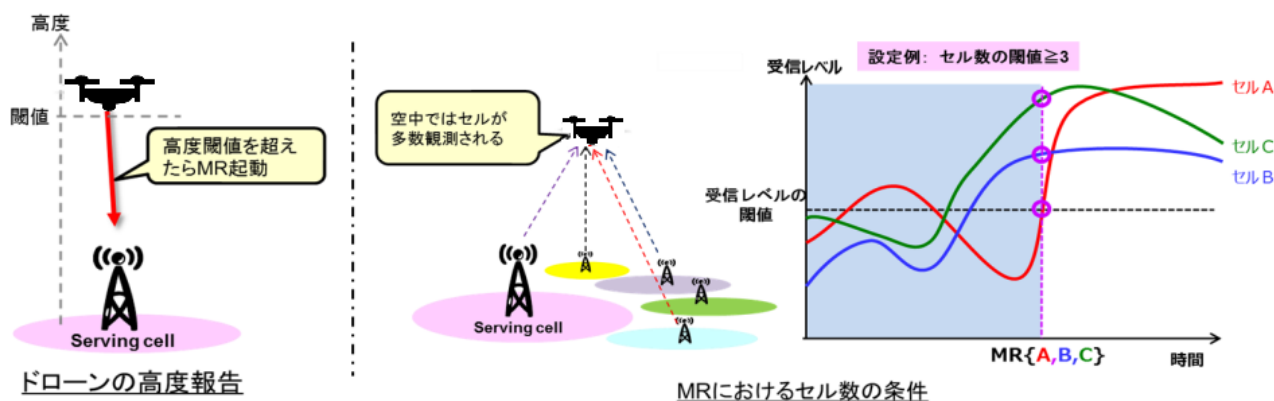 高度
閾値
高度閾値を超え
たらMR起動
Serving cell
ドローンの高度報告
空中ではセルが
多数観測される
Serving cell
設定例: セル数の閾値≧3
受信レベル
セルA
セルC
セルB
受信レベルの
閾値
MR{A,B,C}
時間
MRにおけるセル数の条件